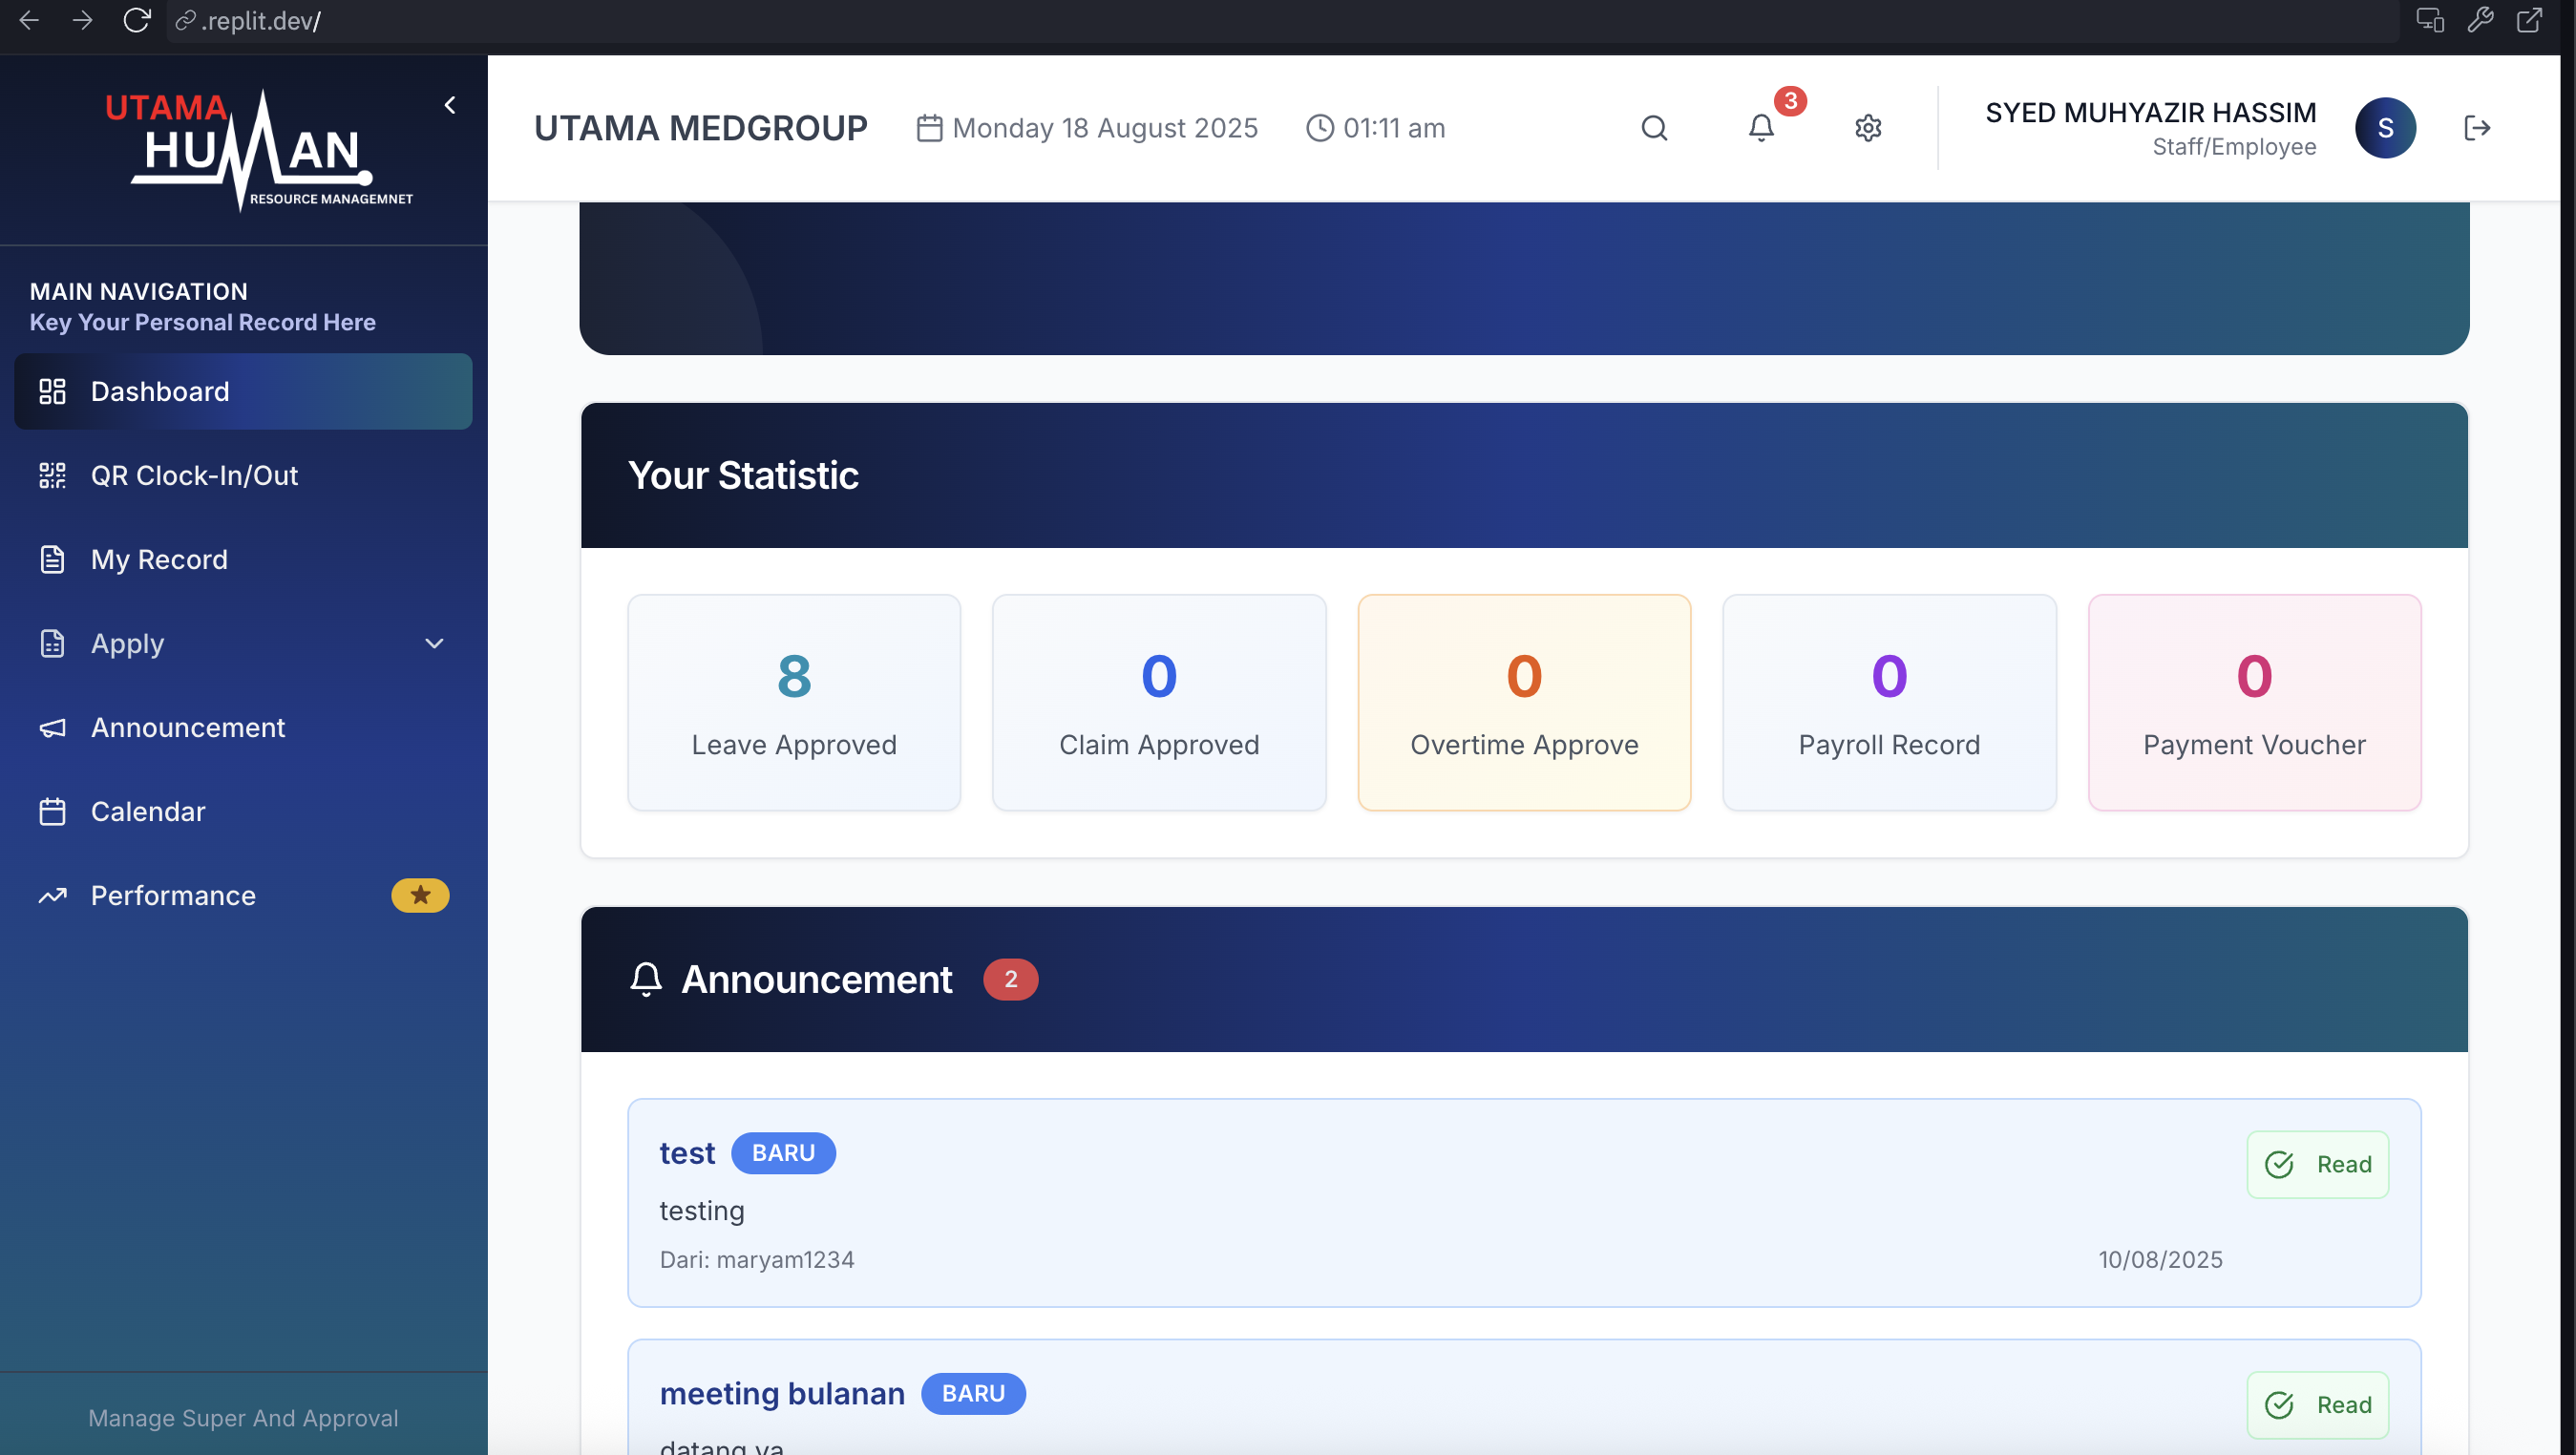 .replit.dev/
UTAMA
HUMAN
RESOURCE MANAGEMNET
MAIN NAVIGATION
Key Your Personal Record Here
Dashboard
QR Clock-In/Out
My Record
Apply
Announcement
Calendar
Performance
Manage Super And Approval
UTAMA MEDGROUP
Monday 18 August 2025
01:11 am
3
SYED MUHYAZIR HASSIM
Staff/Employee
S
Your Statistic
8
Leave Approved
0
Claim Approved
0
Overtime Approve
0
Payroll Record
0
Payment Voucher
Announcement 2
test BARU
Read
testing
Dari: maryam1234
10/08/2025
meeting bulanan BARU
Read
datang ya